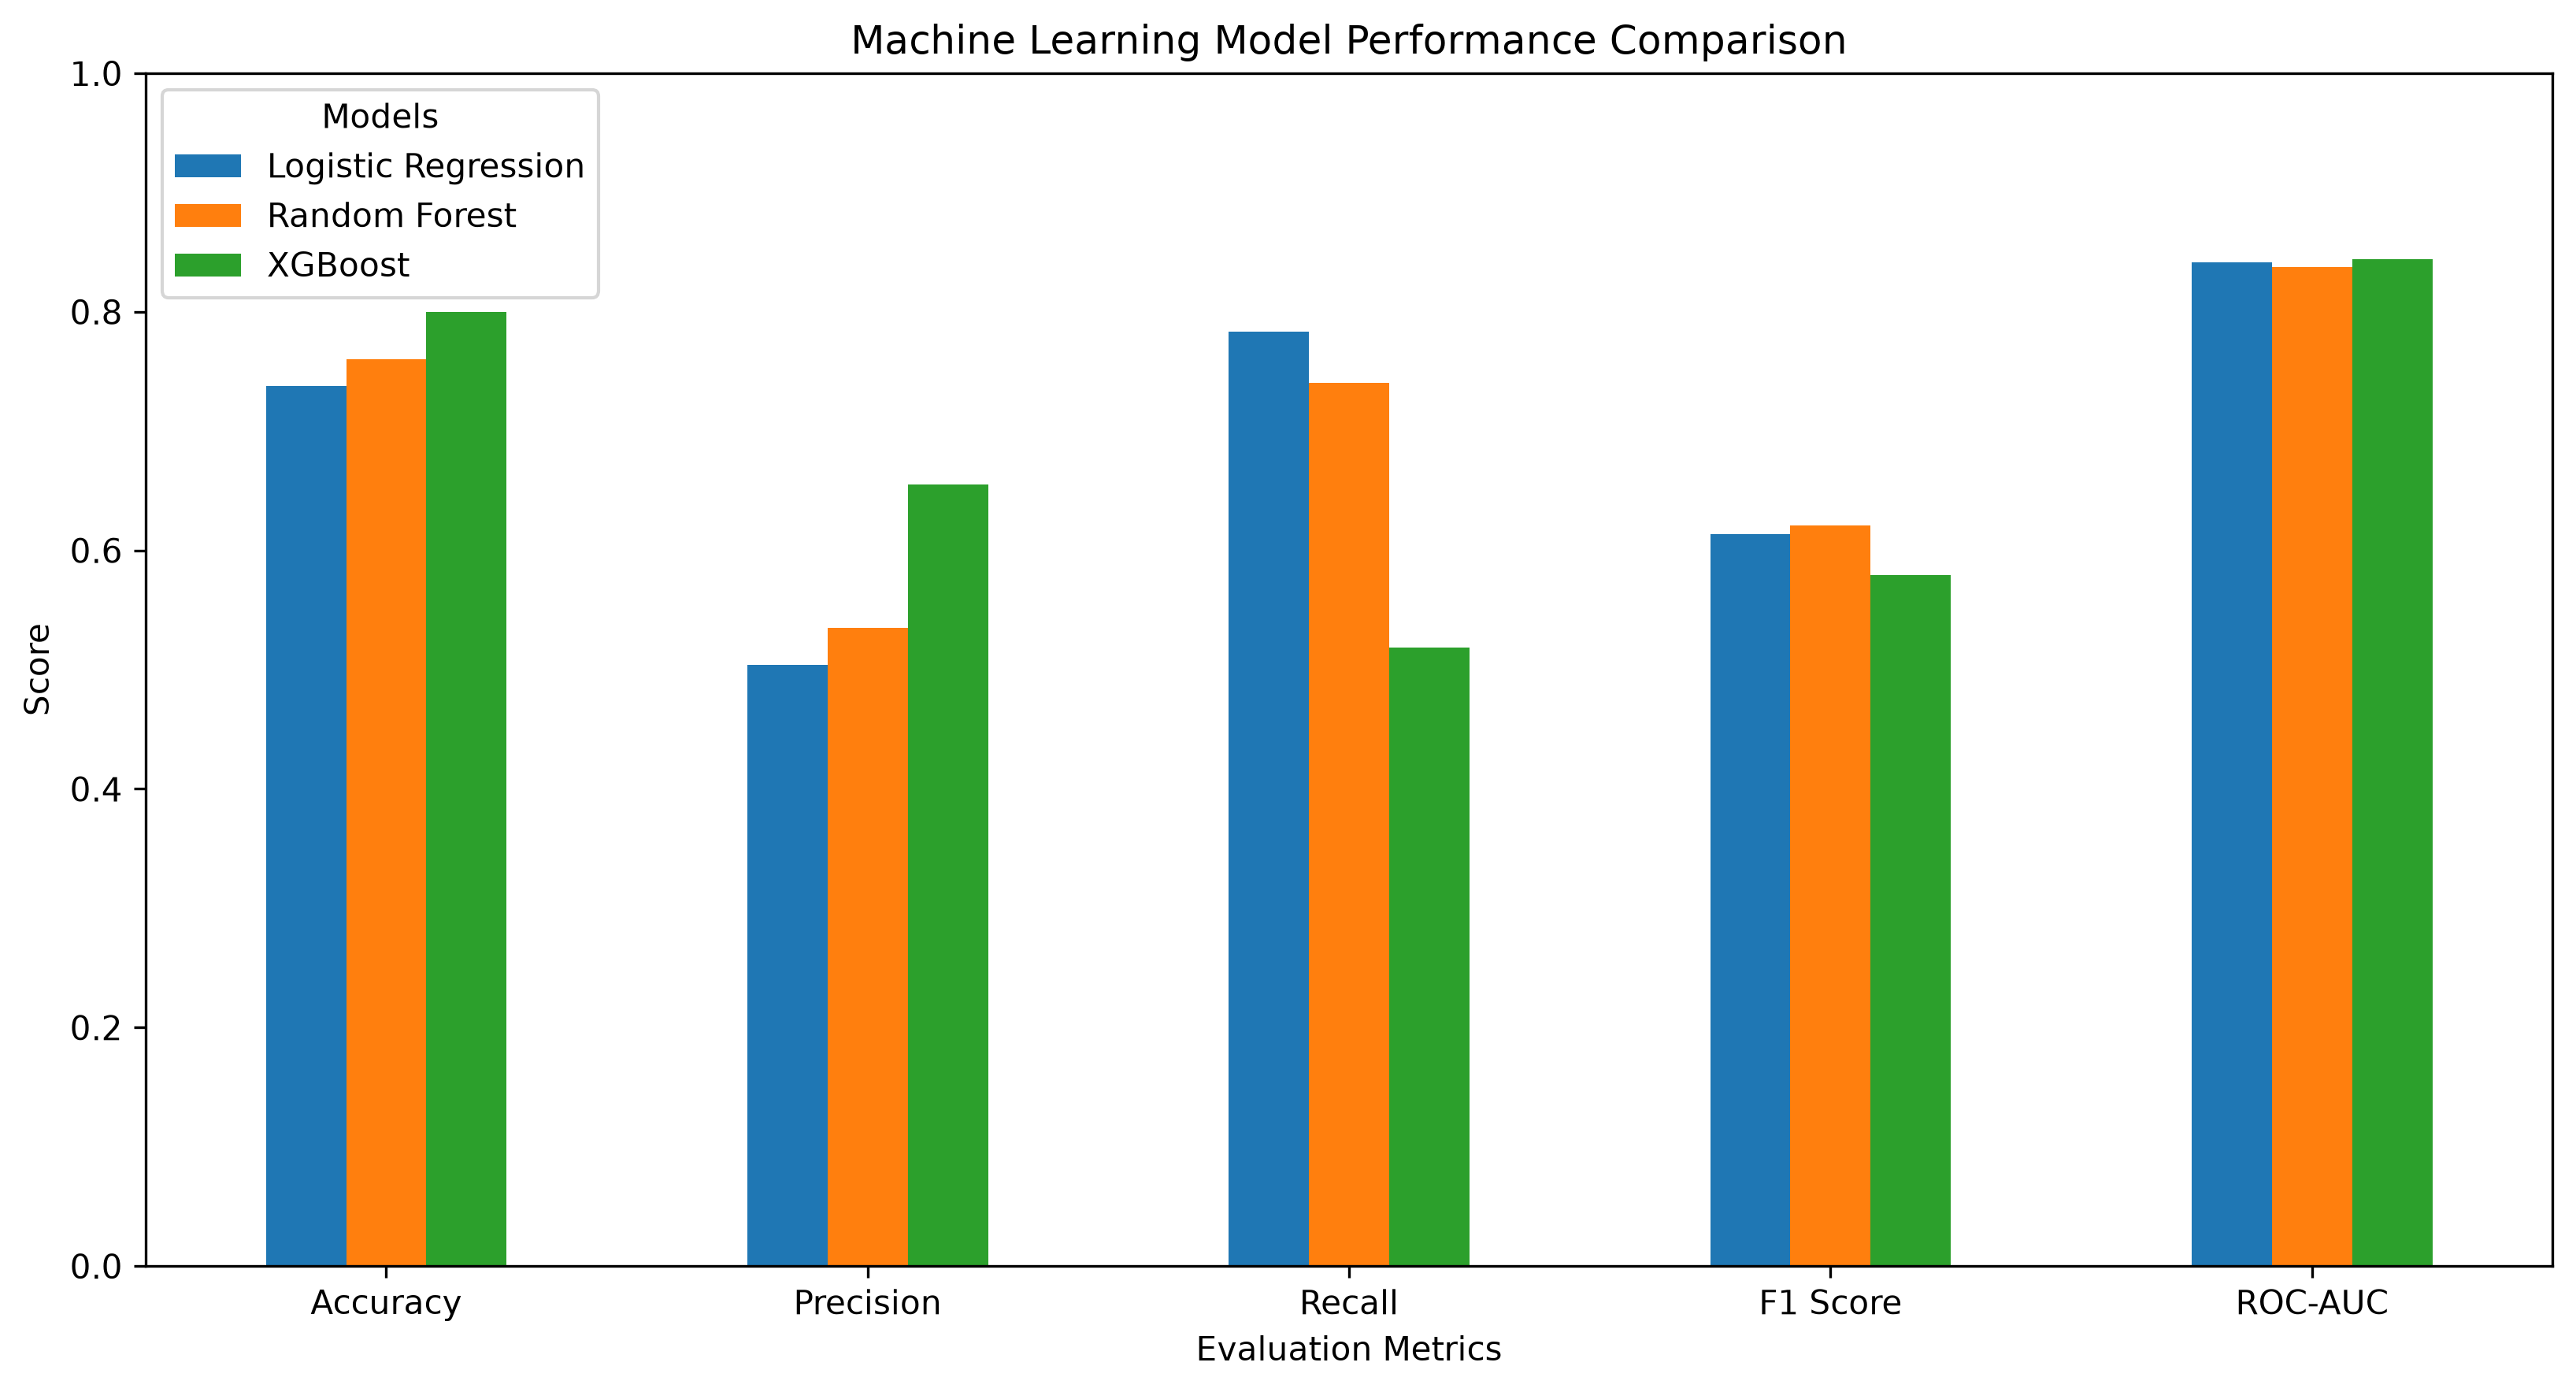 Machine Learning Model Performance Comparison
Models
Logistic Regression
Random Forest
XGBoost
Score
1.0
0.8
0.6
0.4
0.2
0.0
Accuracy Precision Recall F1 Score ROC-AUC
Evaluation Metrics